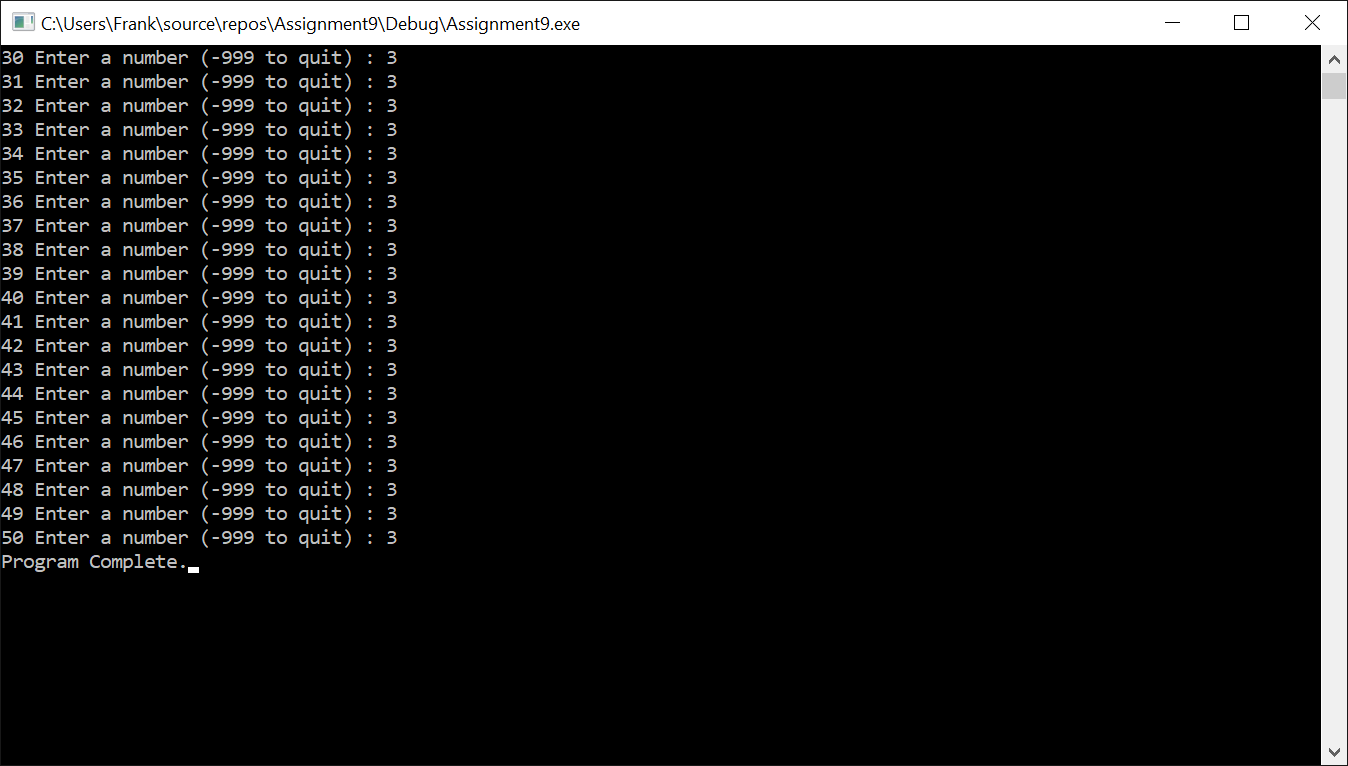 C:\Users\Frank\source\repos\Assignment9\Debug\Assignment9.exe
30 Enter a number (-999 to quit) : 3
31 Enter a number (-999 to quit) : 3
32 Enter a number (-999 to quit) : 3
33 Enter a number (-999 to quit) : 3
34 Enter a number (-999 to quit) : 3
35 Enter a number (-999 to quit) : 3
36 Enter a number (-999 to quit) : 3
37 Enter a number (-999 to quit) : 3
38 Enter a number (-999 to quit) : 3
39 Enter a number (-999 to quit) : 3
40 Enter a number (-999 to quit) : 3
41 Enter a number (-999 to quit) : 3
42 Enter a number (-999 to quit) : 3
43 Enter a number (-999 to quit) : 3
44 Enter a number (-999 to quit) : 3
45 Enter a number (-999 to quit) : 3
46 Enter a number (-999 to quit) : 3
47 Enter a number (-999 to quit) : 3
48 Enter a number (-999 to quit) : 3
49 Enter a number (-999 to quit) : 3
50 Enter a number (-999 to quit) : 3
Program Complete.